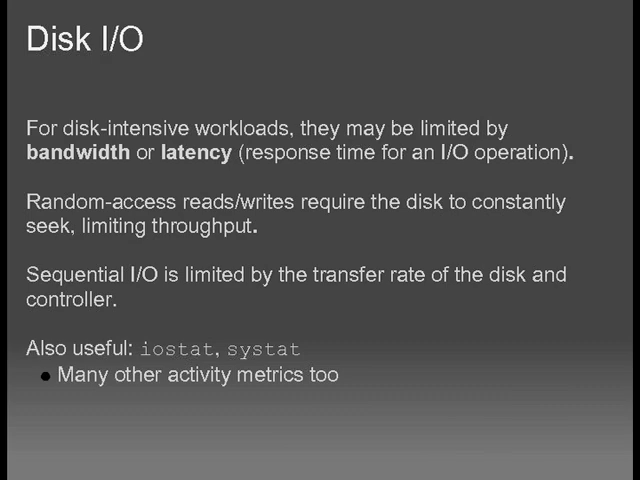 Disk I/O
For disk-intensive workloads, they may be limited by
bandwidth or latency (response time for an I/O operation).
Random-access reads/writes require the disk to constantly
seek, limiting throughput.
Sequential I/O is limited by the transfer rate of the disk and
controller.
Also useful: iostat, systat
● Many other activity metrics too